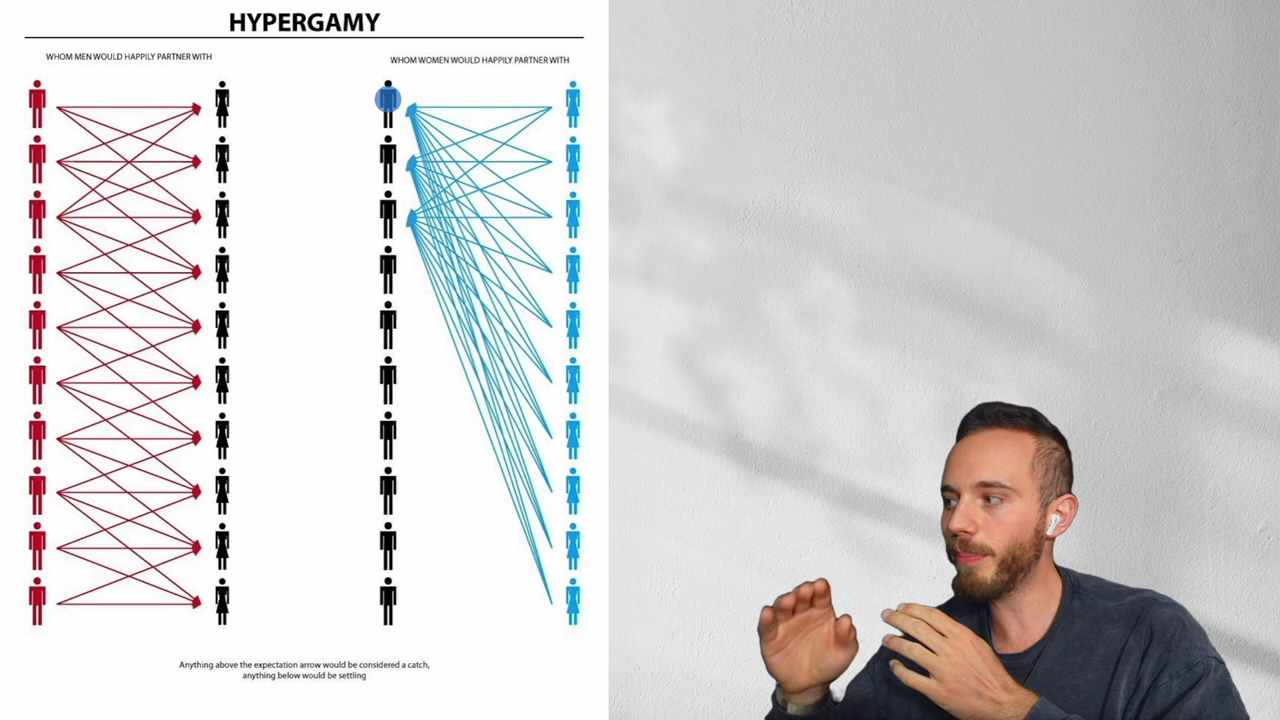 HYPERGAMY
WHOM MEN WOULD HAPPILY PARTNER WITH
WHOM WOMEN WOULD HAPPILY PARTNER WITH
Anything above the expectation arrow would be considered a catch,
anything below would be settling